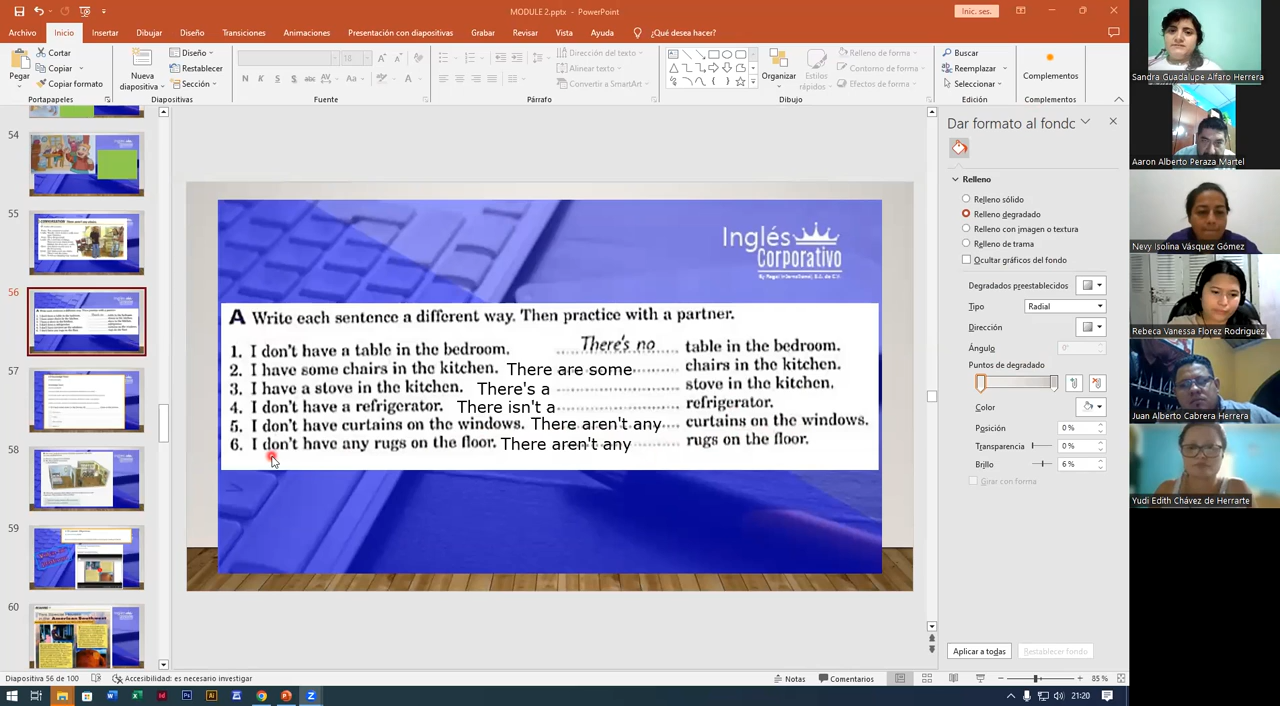 MODULE 2.pptx - PowerPoint
Inic. ses.
Archivo Inicio Insertar Dibujar Diseño Transiciones Animaciones Presentación con diapositivas Grabar Revisar Vista Ayuda ¿Qué desea hacer?
Pegar
Cortar
Copiar
Copiar formato
Portapapeles
Nueva diapositiva
Diseño
Restablecer
Sección
Diapositivas
18
N K S S abc AV Aa A
Fuente
Dirección del texto
Alinear texto
Convertir a SmartArt
Párrafo
Organizar
Estilos rápidos
Relleno de forma
Contorno de forma
Efectos de forma
Dibujo
Buscar
Reemplazar
Seleccionar
Edición
Complementos
Complementos
54
55
6
57
58
59
60
Inglés
Corporativo
A Write each sentence a different way. Then practice with a partner.
1. I don't have a table in the bedroom. There's no table in the bedroom.
2. I have some chairs in the kitchen. There are some chairs in the kitchen.
3. I have a stove in the kitchen. There's a stove in the kitchen.
4. I don't have a refrigerator. There isn't a refrigerator.
5. I don't have curtains on the windows. There aren't any curtains on the windows.
6. I don't have any rugs on the floor. There aren't any rugs on the floor.
Dar formato al fondo
Relleno
Relleno sólido
Relleno degradado
Relleno con imagen o textura
Relleno de trama
Ocultar gráficos del fondo
Degradados preestablecidos
Tipo Radial
Dirección
Ángulo 0°
Puntos de degradado
Color
Posición 0 %
Transparencia 0 %
Brillo 6 %
Girar con forma
Aplicar a todas Restablecer fondo
Sandra Guadalupe Alfaro Herrera
Aaron Alberto Peraza Martel
Nevy Isolina Vásquez Gómez
Rebeca Vanessa Florez Rodriguez
Juan Alberto Cabrera Herrera
Yudi Edith Chávez de Herrarte
Diapositiva 56 de 100 Accesibilidad: es necesario investigar Notas Comentarios 85 %
21:20